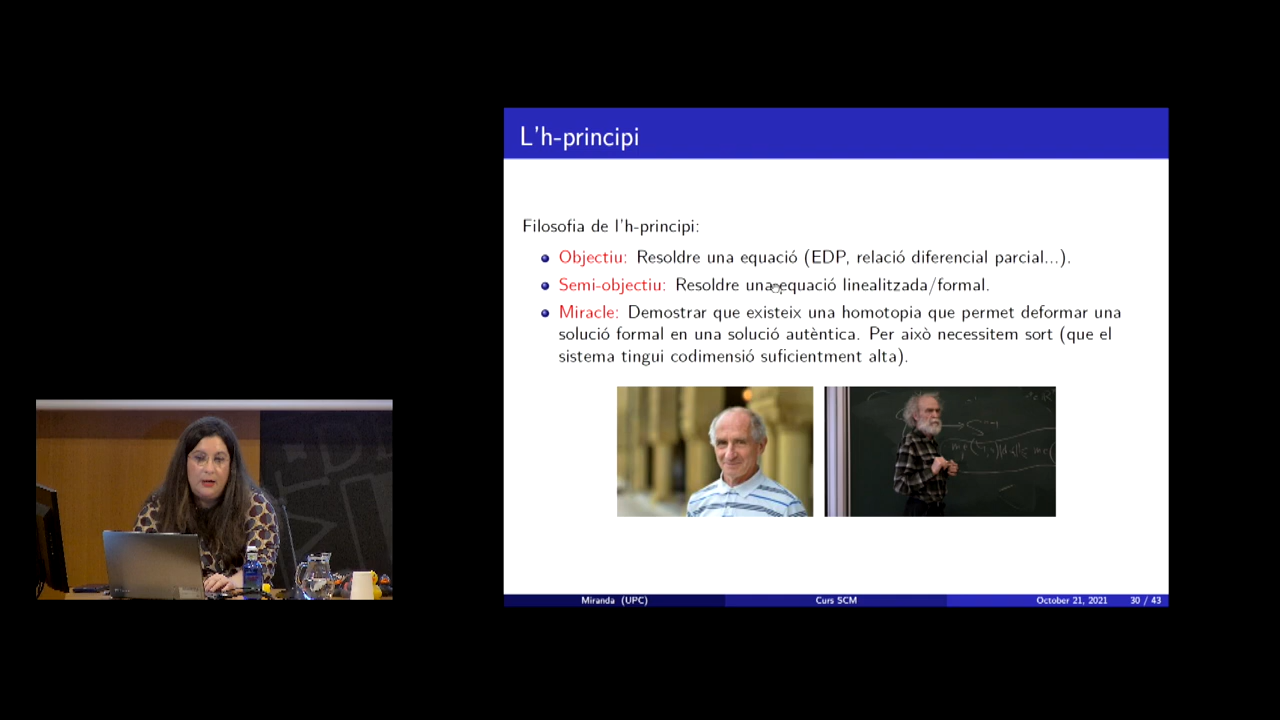 L'h-principi
Filosofia de l'h-principi:
Objectiu: Resoldre una equació (EDP, relació diferencial parcial...).
Semi-objectiu: Resoldre una equació linealitzada/formal.
Miracle: Demostrar que existeix una homotopia que permet deformar una
solució formal en una solució autèntica. Per això necessitem sort (que el
sistema tingui codimensió suficientment alta).
Miranda (UPC) Curs SCM October 21, 2021 30 / 43